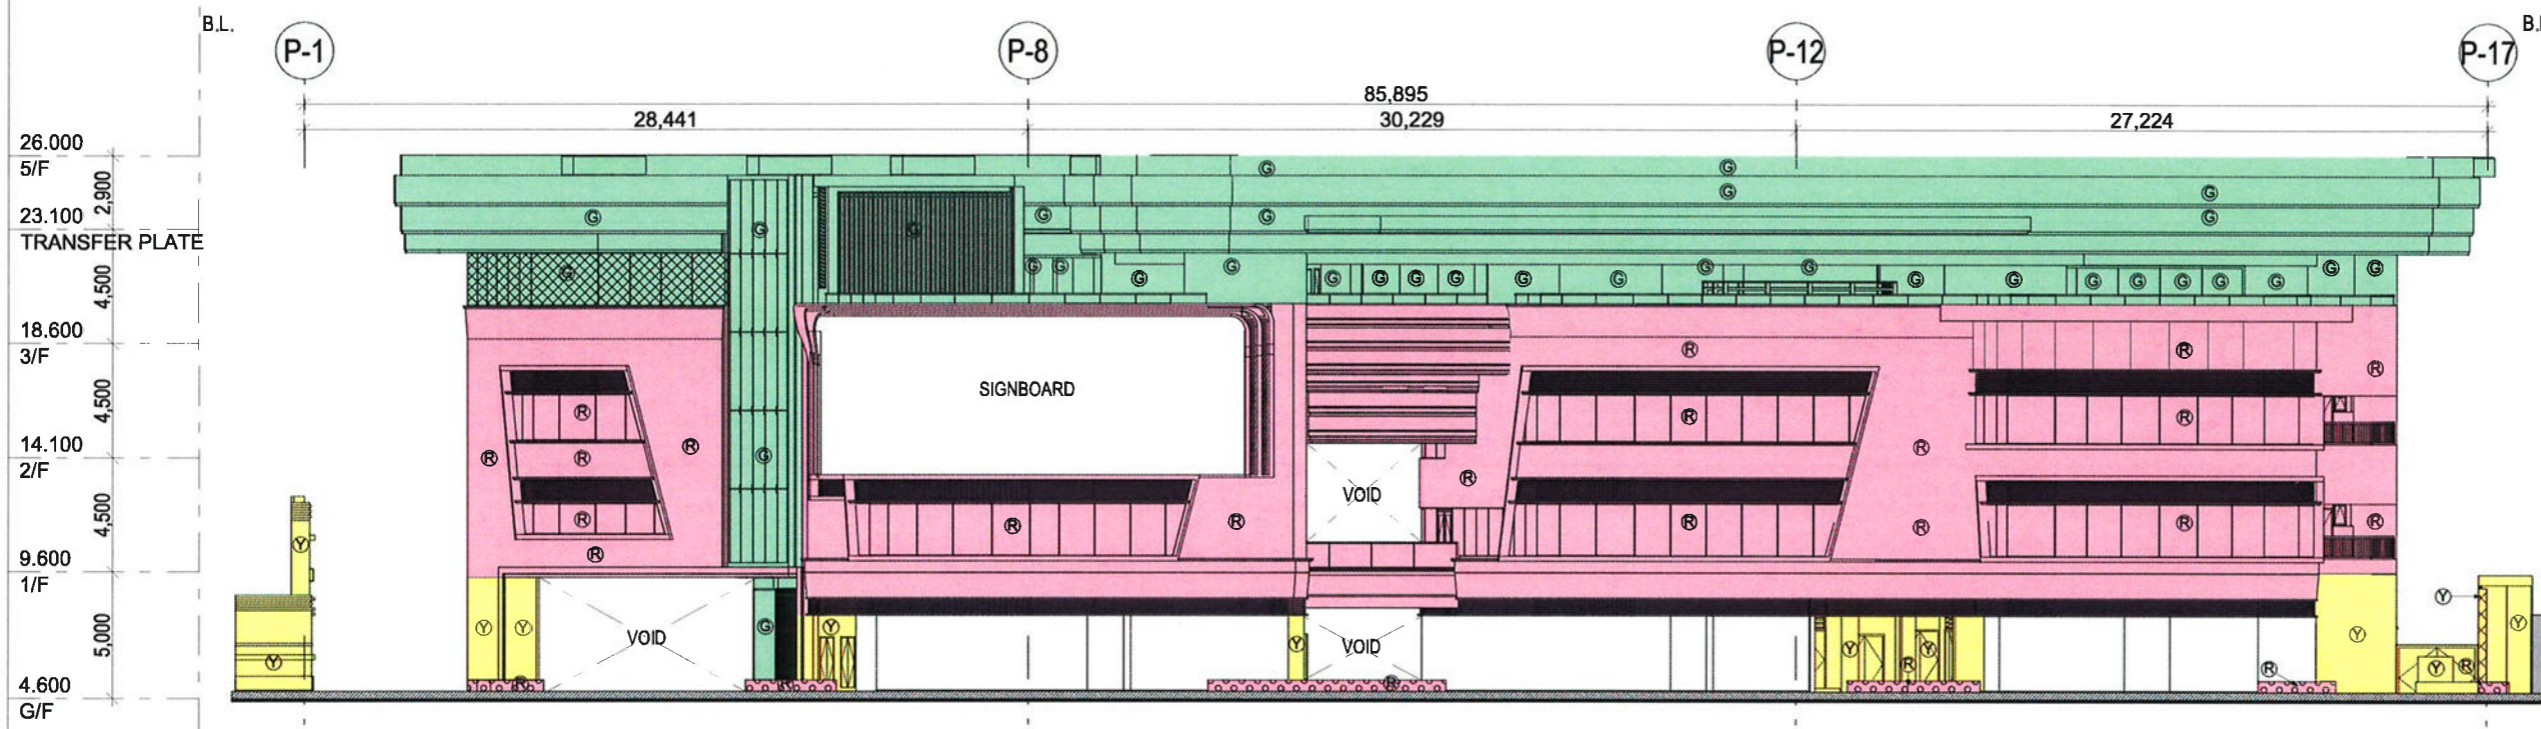 B.L.
P-1
P-8
P-12
P-17
85,895
28,441
30,229
27,224
26.000
5/F
2,900
23.100
TRANSFER PLATE
4,500
18.600
3/F
4,500
14.100
2/F
4,500
9.600
1/F
5,000
4.600
G/F
G G
G G
G G G G G G
G G
G G G G G G G G G G G G G G G G G G G
G
SIGNBOARD
R R
R
R R R
R R R
R G
VOID
R
R R R R R
R
R
Y
Y
Y Y VOID G Y Y VOID Y Y Y Y
Y
R R R R R Y R